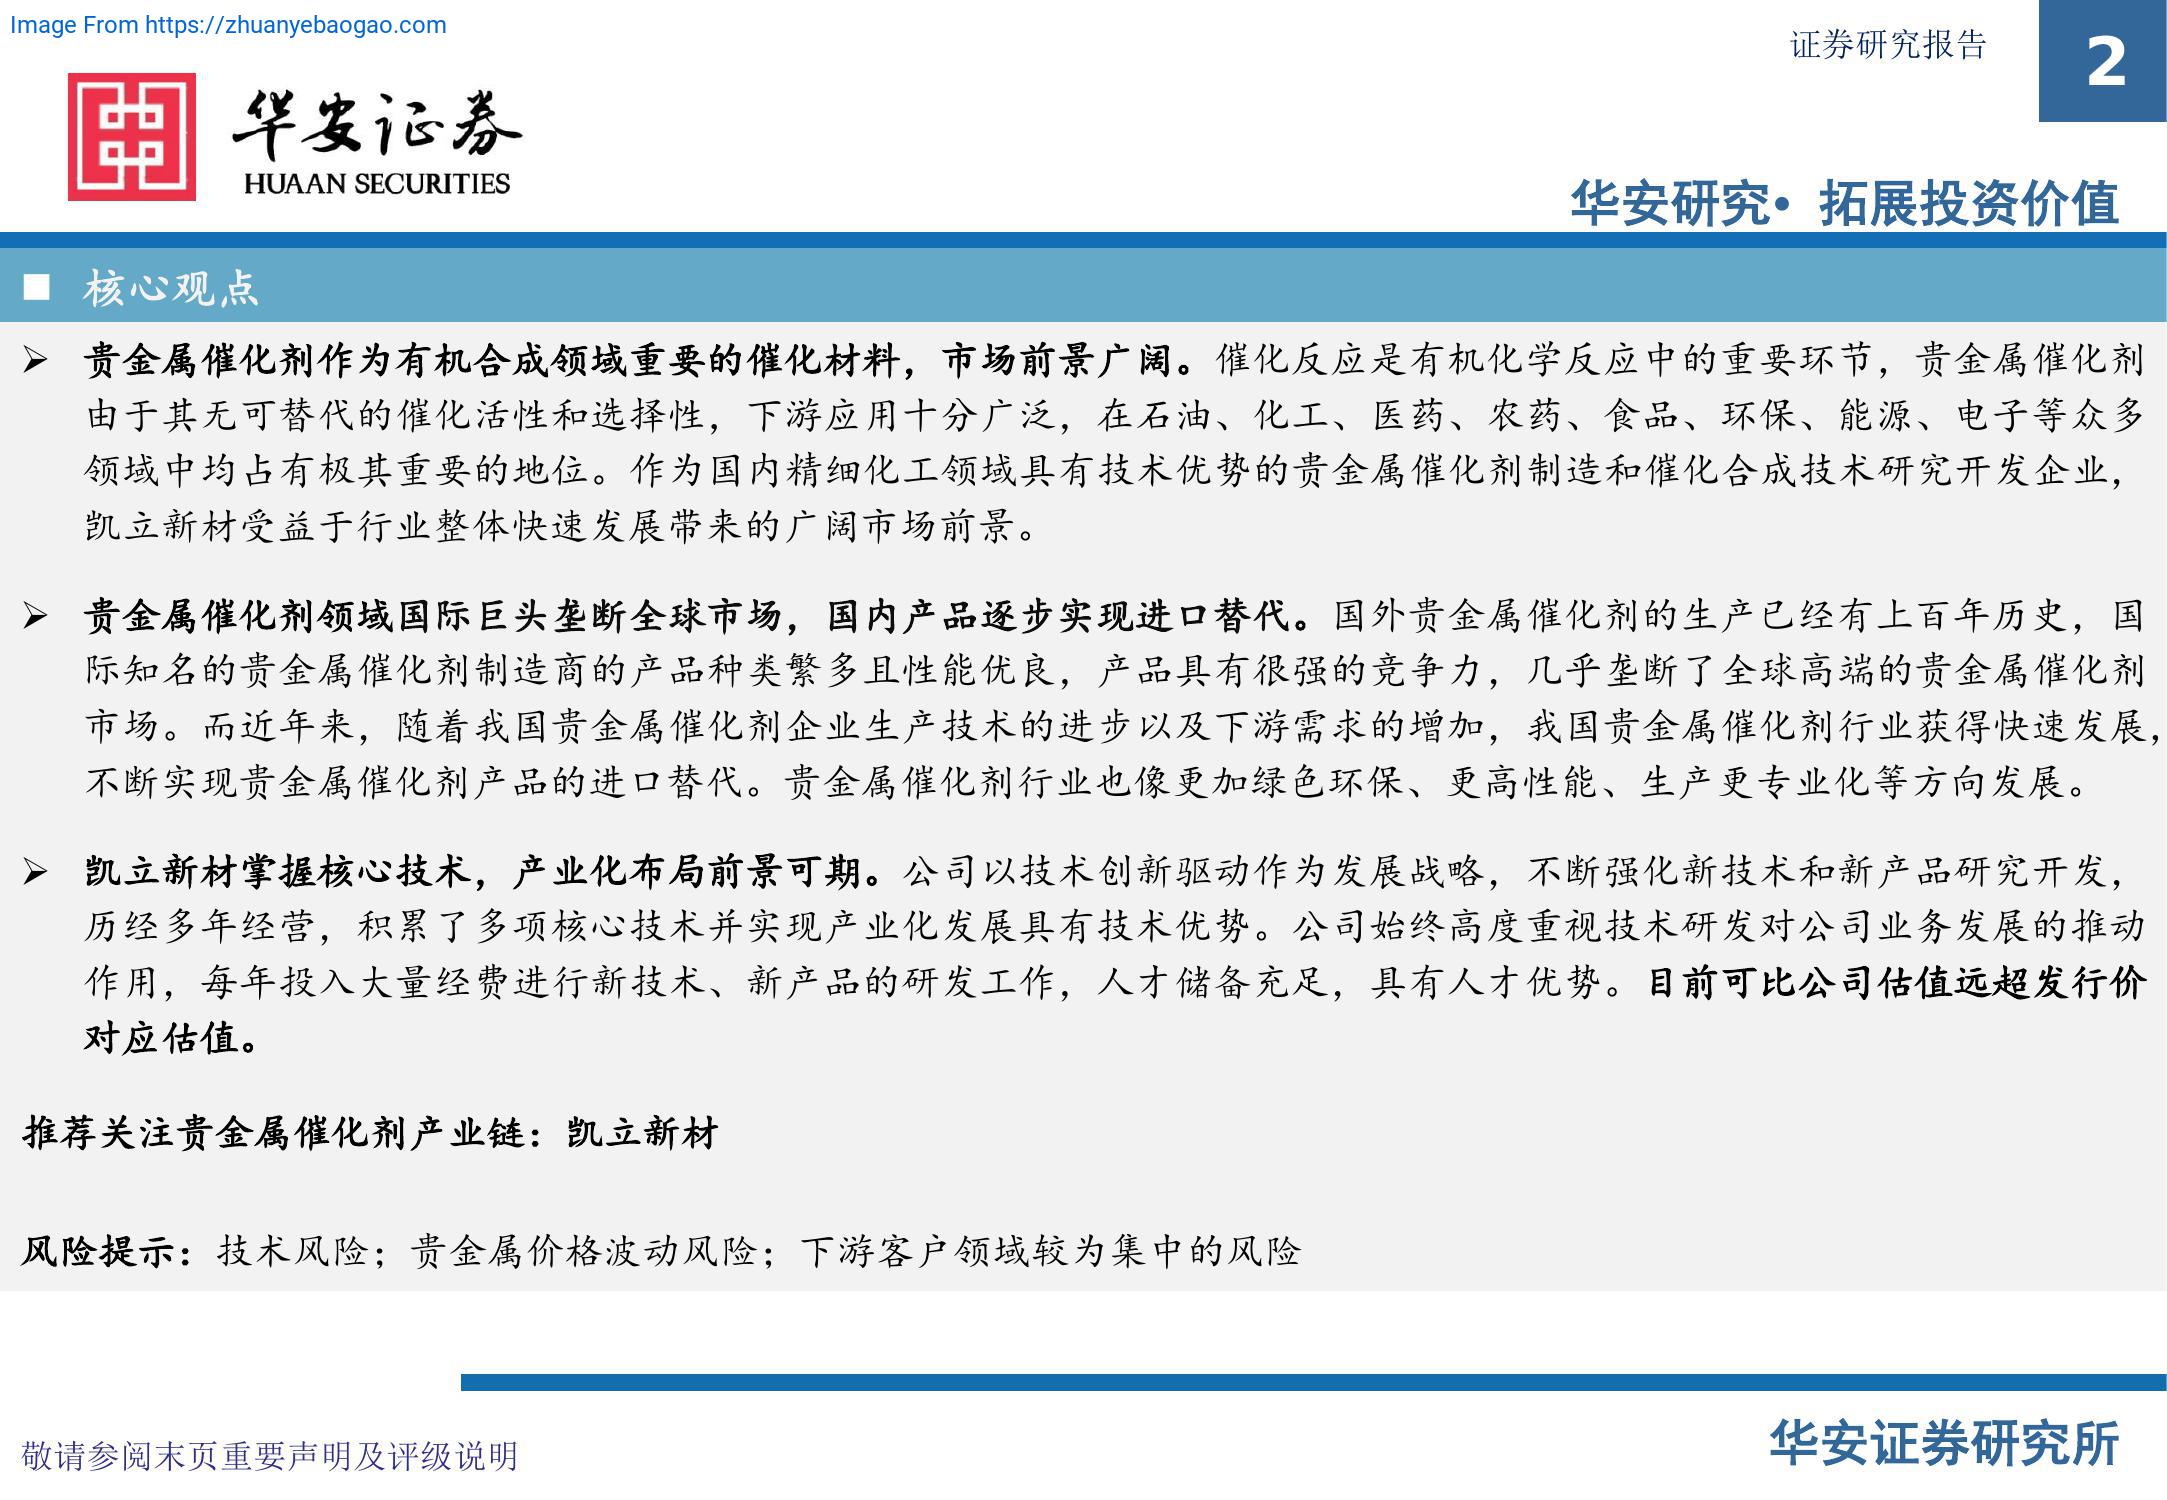 Image From https://zhuanyebaogao.com
证券研究报告
2
华安证券
HUAAN SECURITIES
华安研究• 拓展投资价值
■ 核心观点
➢ 贵金属催化剂作为有机合成领域重要的催化材料，市场前景广阔。催化反应是有机化学反应中的重要环节，贵金属催化剂
由于其无可替代的催化活性和选择性，下游应用十分广泛，在石油、化工、医药、农药、食品、环保、能源、电子等众多
领域中均占有极其重要的地位。作为国内精细化工领域具有技术优势的贵金属催化剂制造和催化合成技术研究开发企业，
凯立新材受益于行业整体快速发展带来的广阔市场前景。
➢ 贵金属催化剂领域国际巨头垄断全球市场，国内产品逐步实现进口替代。国外贵金属催化剂的生产已经有上百年历史，国
际知名的贵金属催化剂制造商的产品种类繁多且性能优良，产品具有很强的竞争力，几乎垄断了全球高端的贵金属催化剂
市场。而近年来，随着我国贵金属催化剂企业生产技术的进步以及下游需求的增加，我国贵金属催化剂行业获得快速发展，
不断实现贵金属催化剂产品的进口替代。贵金属催化剂行业也像更加绿色环保、更高性能、生产更专业化等方向发展。
➢ 凯立新材掌握核心技术，产业化布局前景可期。公司以技术创新驱动作为发展战略，不断强化新技术和新产品研究开发，
历经多年经营，积累了多项核心技术并实现产业化发展具有技术优势。公司始终高度重视技术研发对公司业务发展的推动
作用，每年投入大量经费进行新技术、新产品的研发工作，人才储备充足，具有人才优势。目前可比公司估值远超发行价
对应估值。
推荐关注贵金属催化剂产业链：凯立新材
风险提示：技术风险；贵金属价格波动风险；下游客户领域较为集中的风险
敬请参阅末页重要声明及评级说明
华安证券研究所